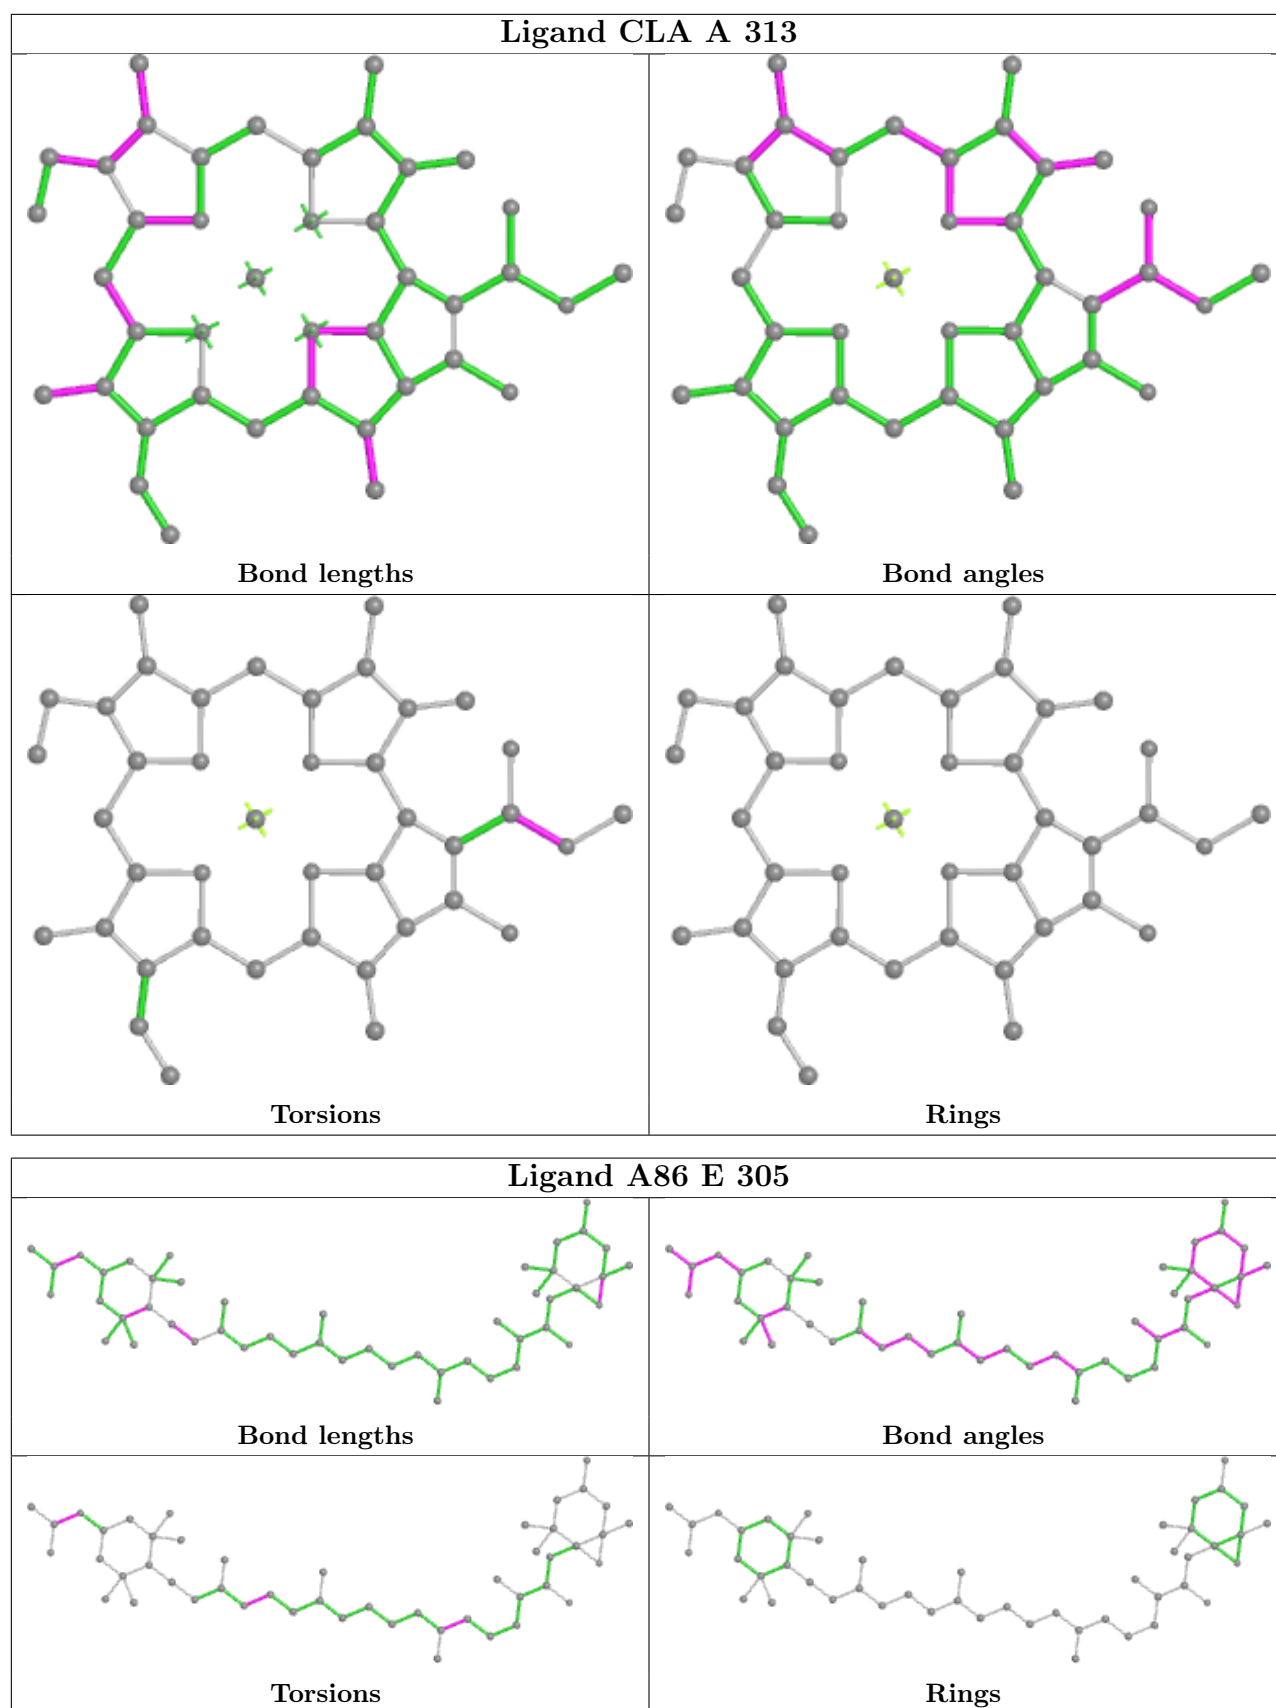 Ligand CLA A 313
Bond lengths
Bond angles
Torsions
Rings
Ligand A86 E 305
Bond lengths
Bond angles
Torsions
Rings